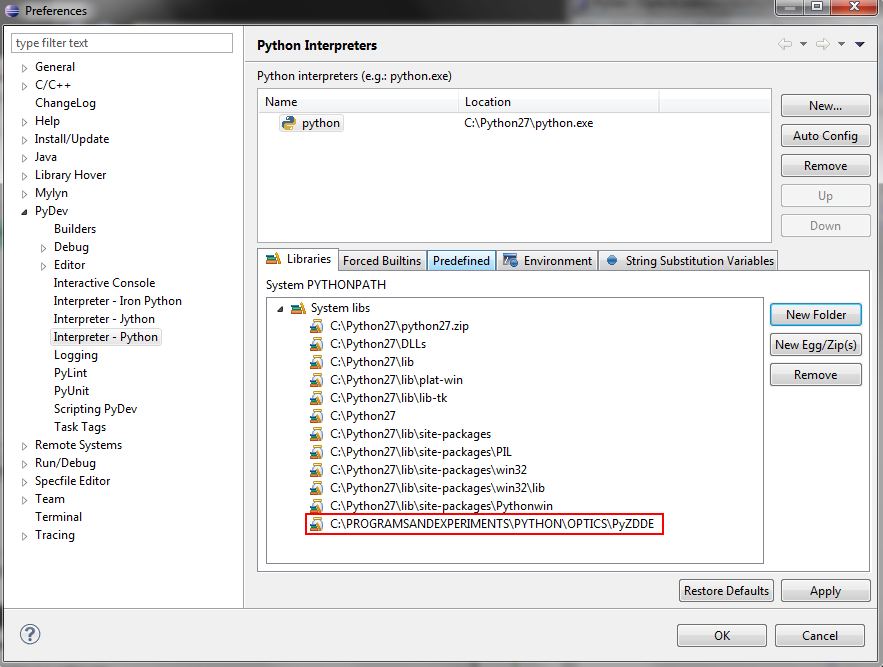 Preferences
type filter text
General
C/C++
ChangeLog
Help
Install/Update
Java
Library Hover
Mylyn
PyDev
Builders
Debug
Editor
Interactive Console
Interpreter - Iron Python
Interpreter - Jython
Interpreter - Python
Logging
PyLint
PyUnit
Scripting PyDev
Task Tags
Remote Systems
Run/Debug
Specfile Editor
Team
Terminal
Tracing
Python Interpreters
Python interpreters (e.g.: python.exe)
Name Location
python C:\Python27\python.exe
New...
Auto Config
Remove
Up
Down
Libraries Forced Builtins Predefined Environment String Substitution Variables
System PYTHONPATH
System libs
C:\Python27\python27.zip
C:\Python27\DLLs
C:\Python27\lib
C:\Python27\lib\plat-win
C:\Python27\lib\lib-tk
C:\Python27
C:\Python27\lib\site-packages
C:\Python27\lib\site-packages\PIL
C:\Python27\lib\site-packages\win32
C:\Python27\lib\site-packages\win32\lib
C:\Python27\lib\site-packages\Pythonwin
C:\PROGRAMSANDEXPERIMENTS\PYTHON\OPTICS\PyZDDE
New Folder
New Egg/Zip(s)
Remove
Restore Defaults Apply
? OK Cancel